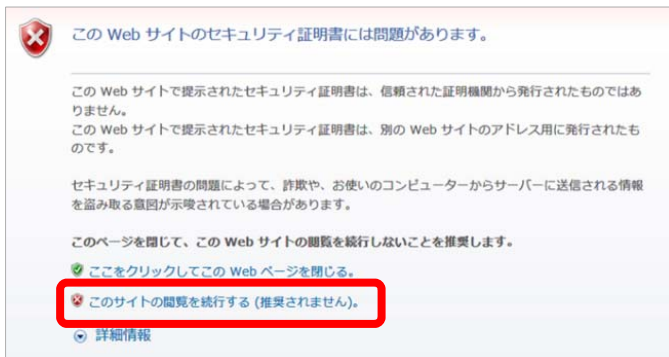 この Web サイトのセキュリティ証明書には問題があります。
この Web サイトで提示されたセキュリティ証明書は、信頼された証明機関から発行されたものではあ
りません。
この Web サイトで提示されたセキュリティ証明書は、別の Web サイトのアドレス用に発行されたも
のです。
セキュリティ証明書の問題によって、詐欺や、お使いのコンピューターからサーバーに送信される情報
を盗み取る意図が示唆されている場合があります。
このページを閉じて、この Web サイトの閲覧を続行しないことを推奨します。
ここをクリックしてこの Web ページを閉じる。
このサイトの閲覧を続行する (推奨されません)。
詳細情報